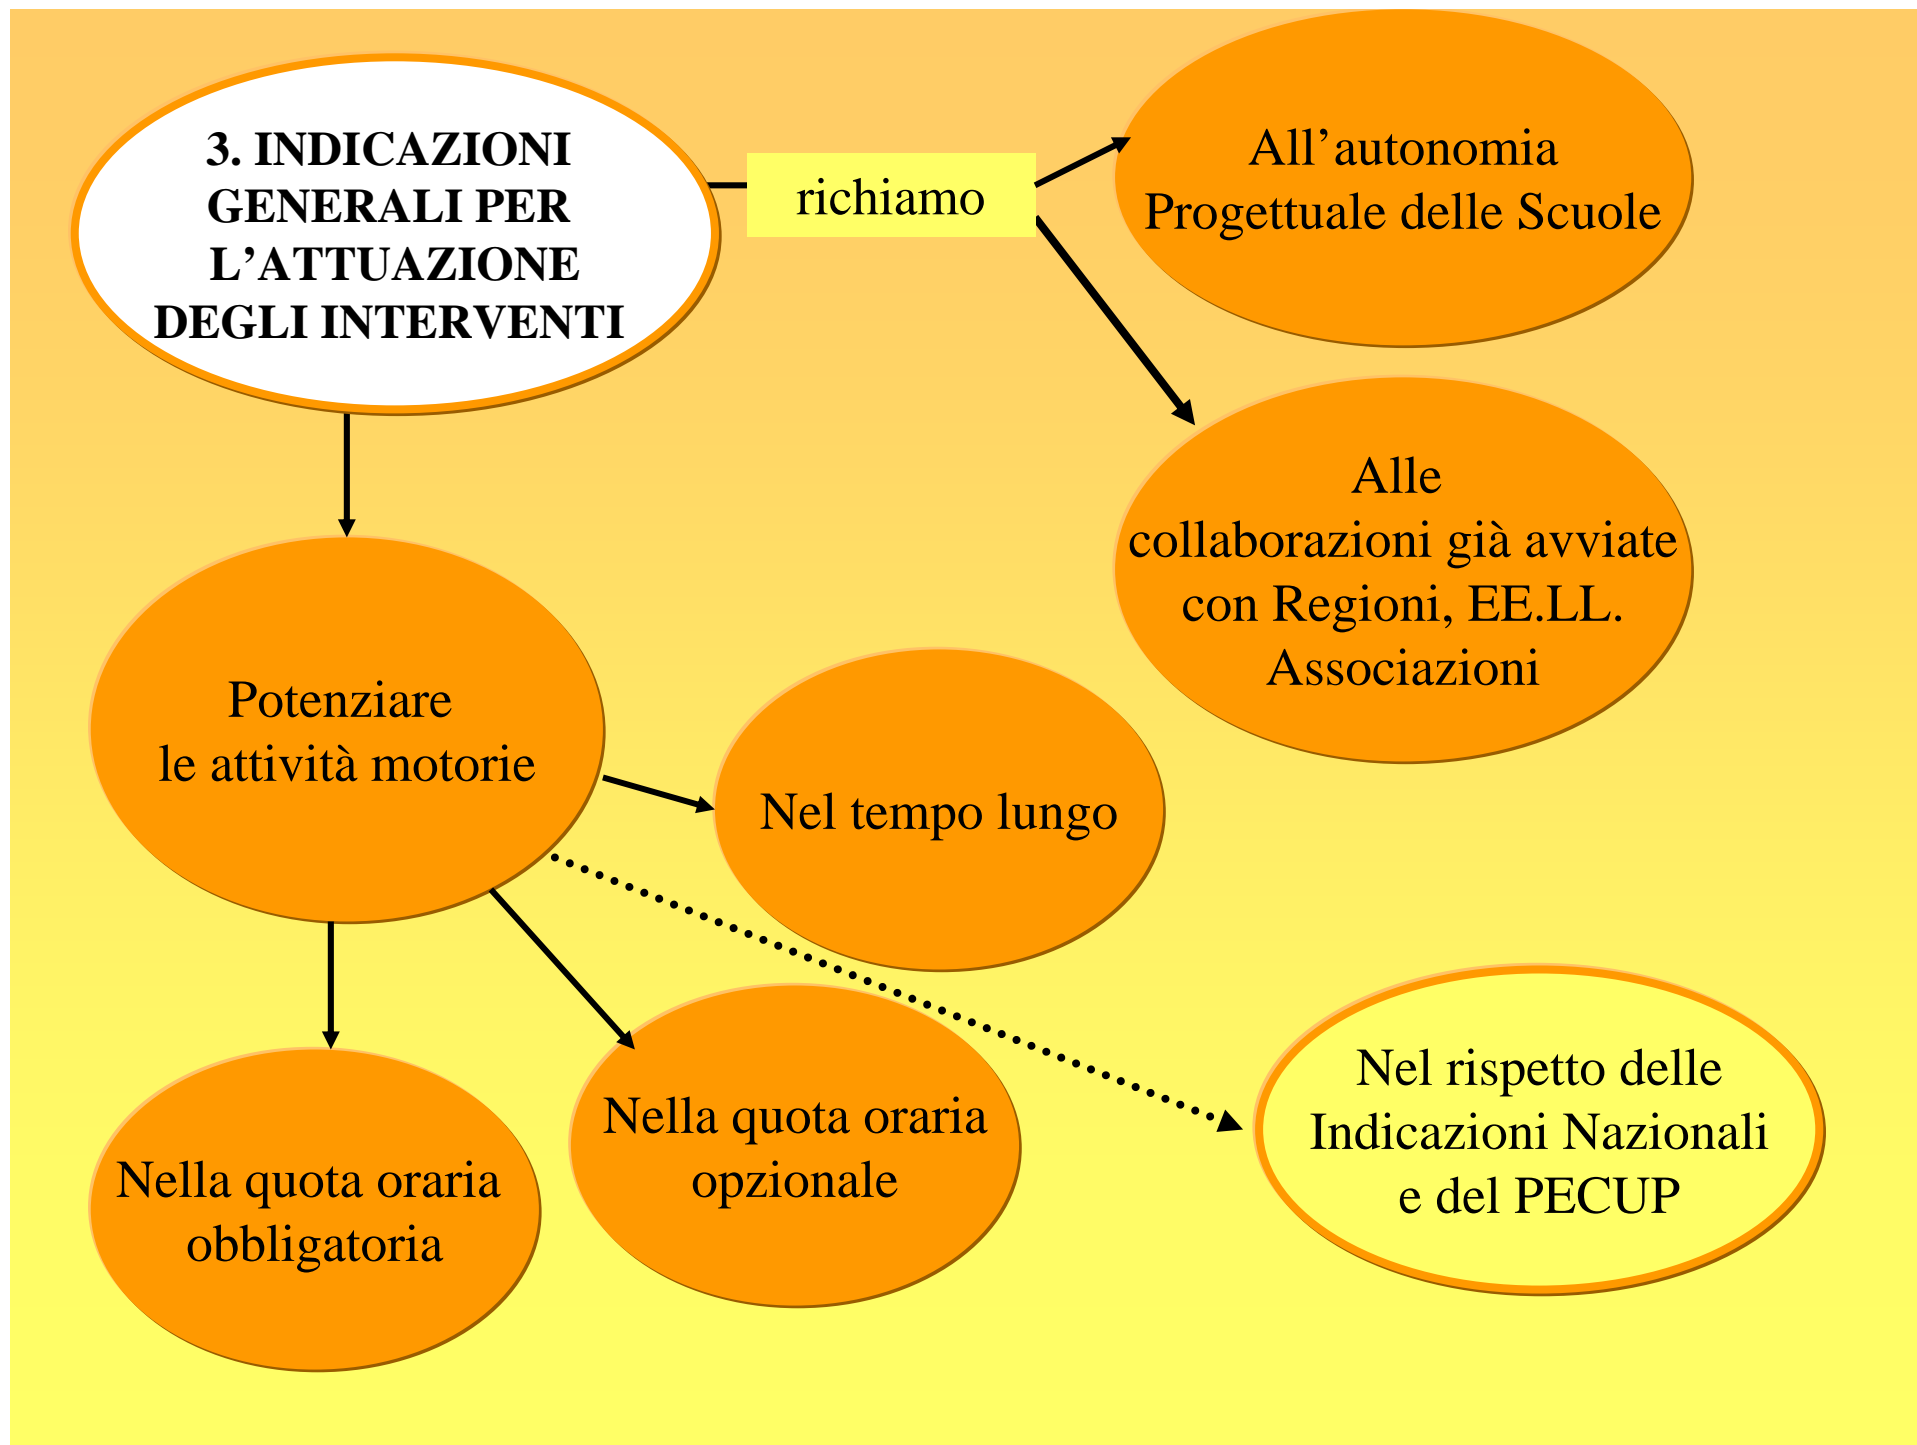 3. INDICAZIONI
GENERALI PER
L’ATTUAZIONE
DEGLI INTERVENTI
richiamo
All’autonomia
Progettuale delle Scuole
Alle
collaborazioni già avviate
con Regioni, EE.LL.
Associazioni
Potenziare
le attività motorie
Nel tempo lungo
Nella quota oraria
opzionale
Nella quota oraria
obbligatoria
Nel rispetto delle
Indicazioni Nazionali
e del PECUP